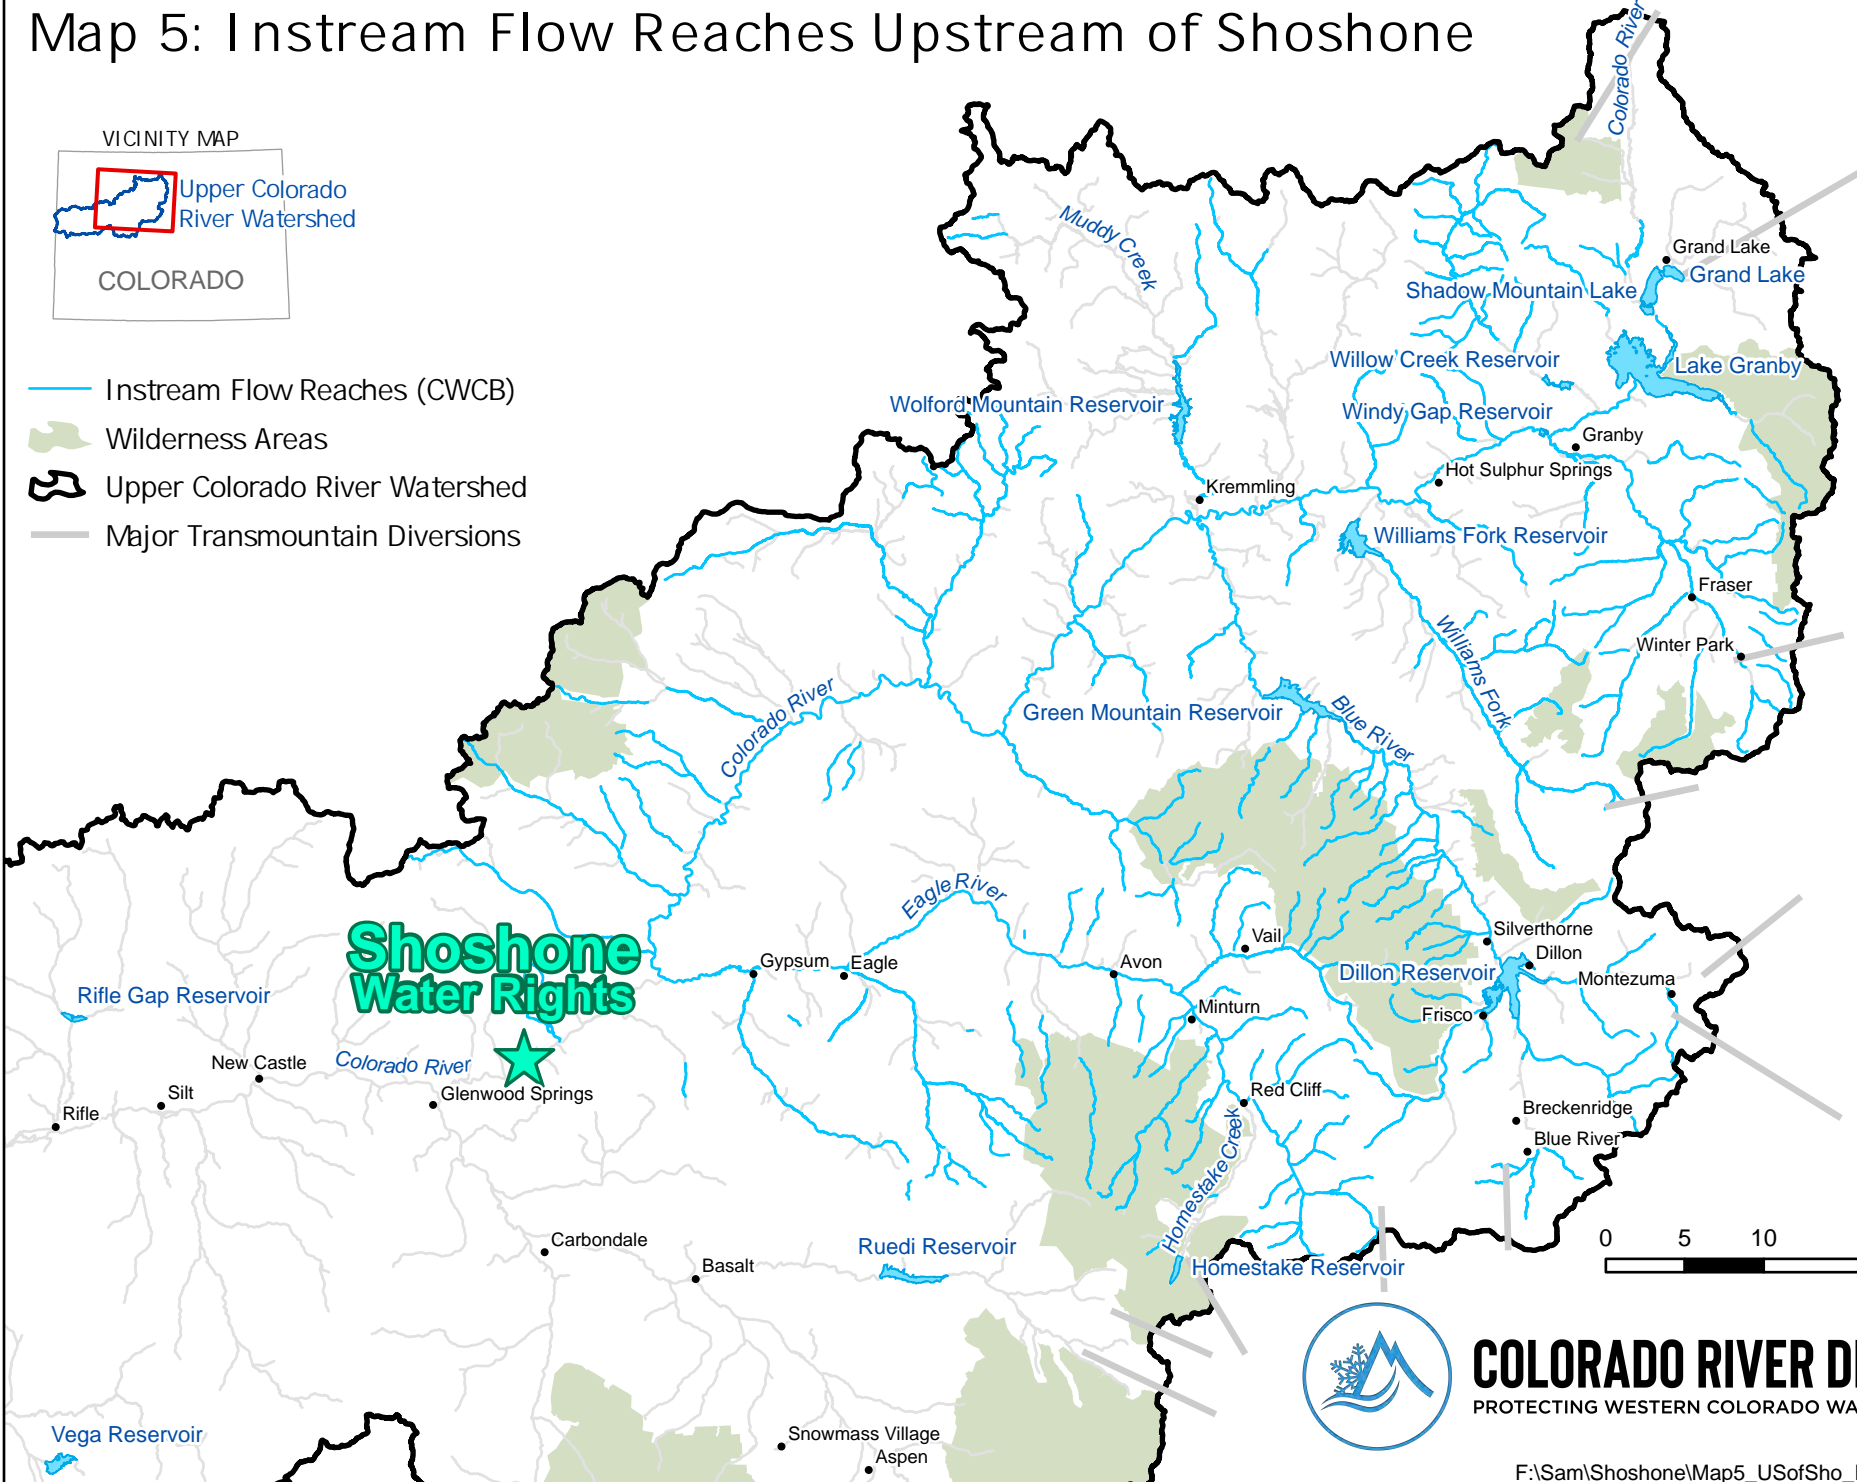 Map 5: Instream Flow Reaches Upstream of Shoshone
VICINITY MAP
Upper Colorado
River Watershed
COLORADO
Instream Flow Reaches (CWCB)
Wilderness Areas
Upper Colorado River Watershed
Major Transmountain Diversions
Colorado River
Muddy Creek
Grand Lake
Grand Lake
Shadow Mountain Lake
Willow Creek Reservoir
Lake Granby
Wolford Mountain Reservoir
Windy Gap Reservoir
Granby
Hot Sulphur Springs
Kremmling
Williams Fork Reservoir
Fraser
Williams Fork
Winter Park
Colorado River
Green Mountain Reservoir
Blue River
Eagle River
Shoshone
Water Rights
Gypsum
Eagle
Avon
Vail
Silverthorne
Dillon
Dillon Reservoir
Montezuma
Rifle Gap Reservoir
Minturn
Frisco
New Castle
Colorado River
Silt
Glenwood Springs
Rifle
Red Cliff
Breckenridge
Blue River
Homestake Creek
Carbondale
Basalt
Ruedi Reservoir
Homestake Reservoir
0 5 10
COLORADO RIVER DI
PROTECTING WESTERN COLORADO WA
Vega Reservoir
Snowmass Village
Aspen
F:\Sam\Shoshone\Map5_USofSho_